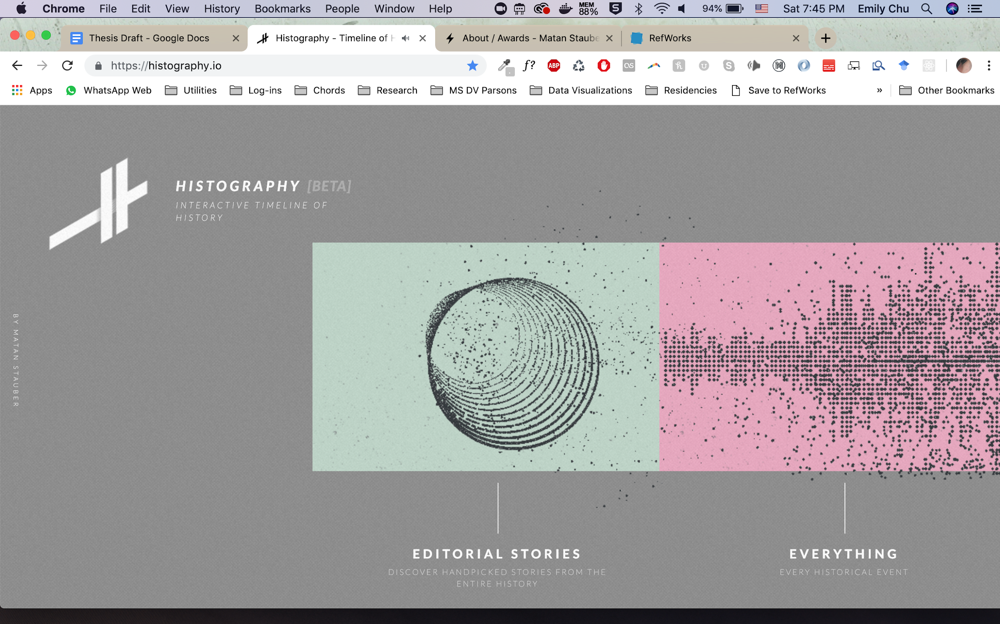 Chrome File Edit View History Bookmarks People Window Help MEM 88% 94% Sat 7:45 PM Emily Chu
Thesis Draft - Google Docs Histography - Timeline of About / Awards - Matan Staube RefWorks
https://histography.io f? ABP CS
Apps WhatsApp Web Utilities Log-ins Chords Research MS DV Parsons Data Visualizations Residencies Save to RefWorks » Other Bookmarks
HISTOGRAPHY [BETA]
INTERACTIVE TIMELINE OF
HISTORY
BY MATAN STAUBER
EDITORIAL STORIES
DISCOVER HANDPICKED STORIES FROM THE
ENTIRE HISTORY
EVERYTHING
EVERY HISTORICAL EVENT